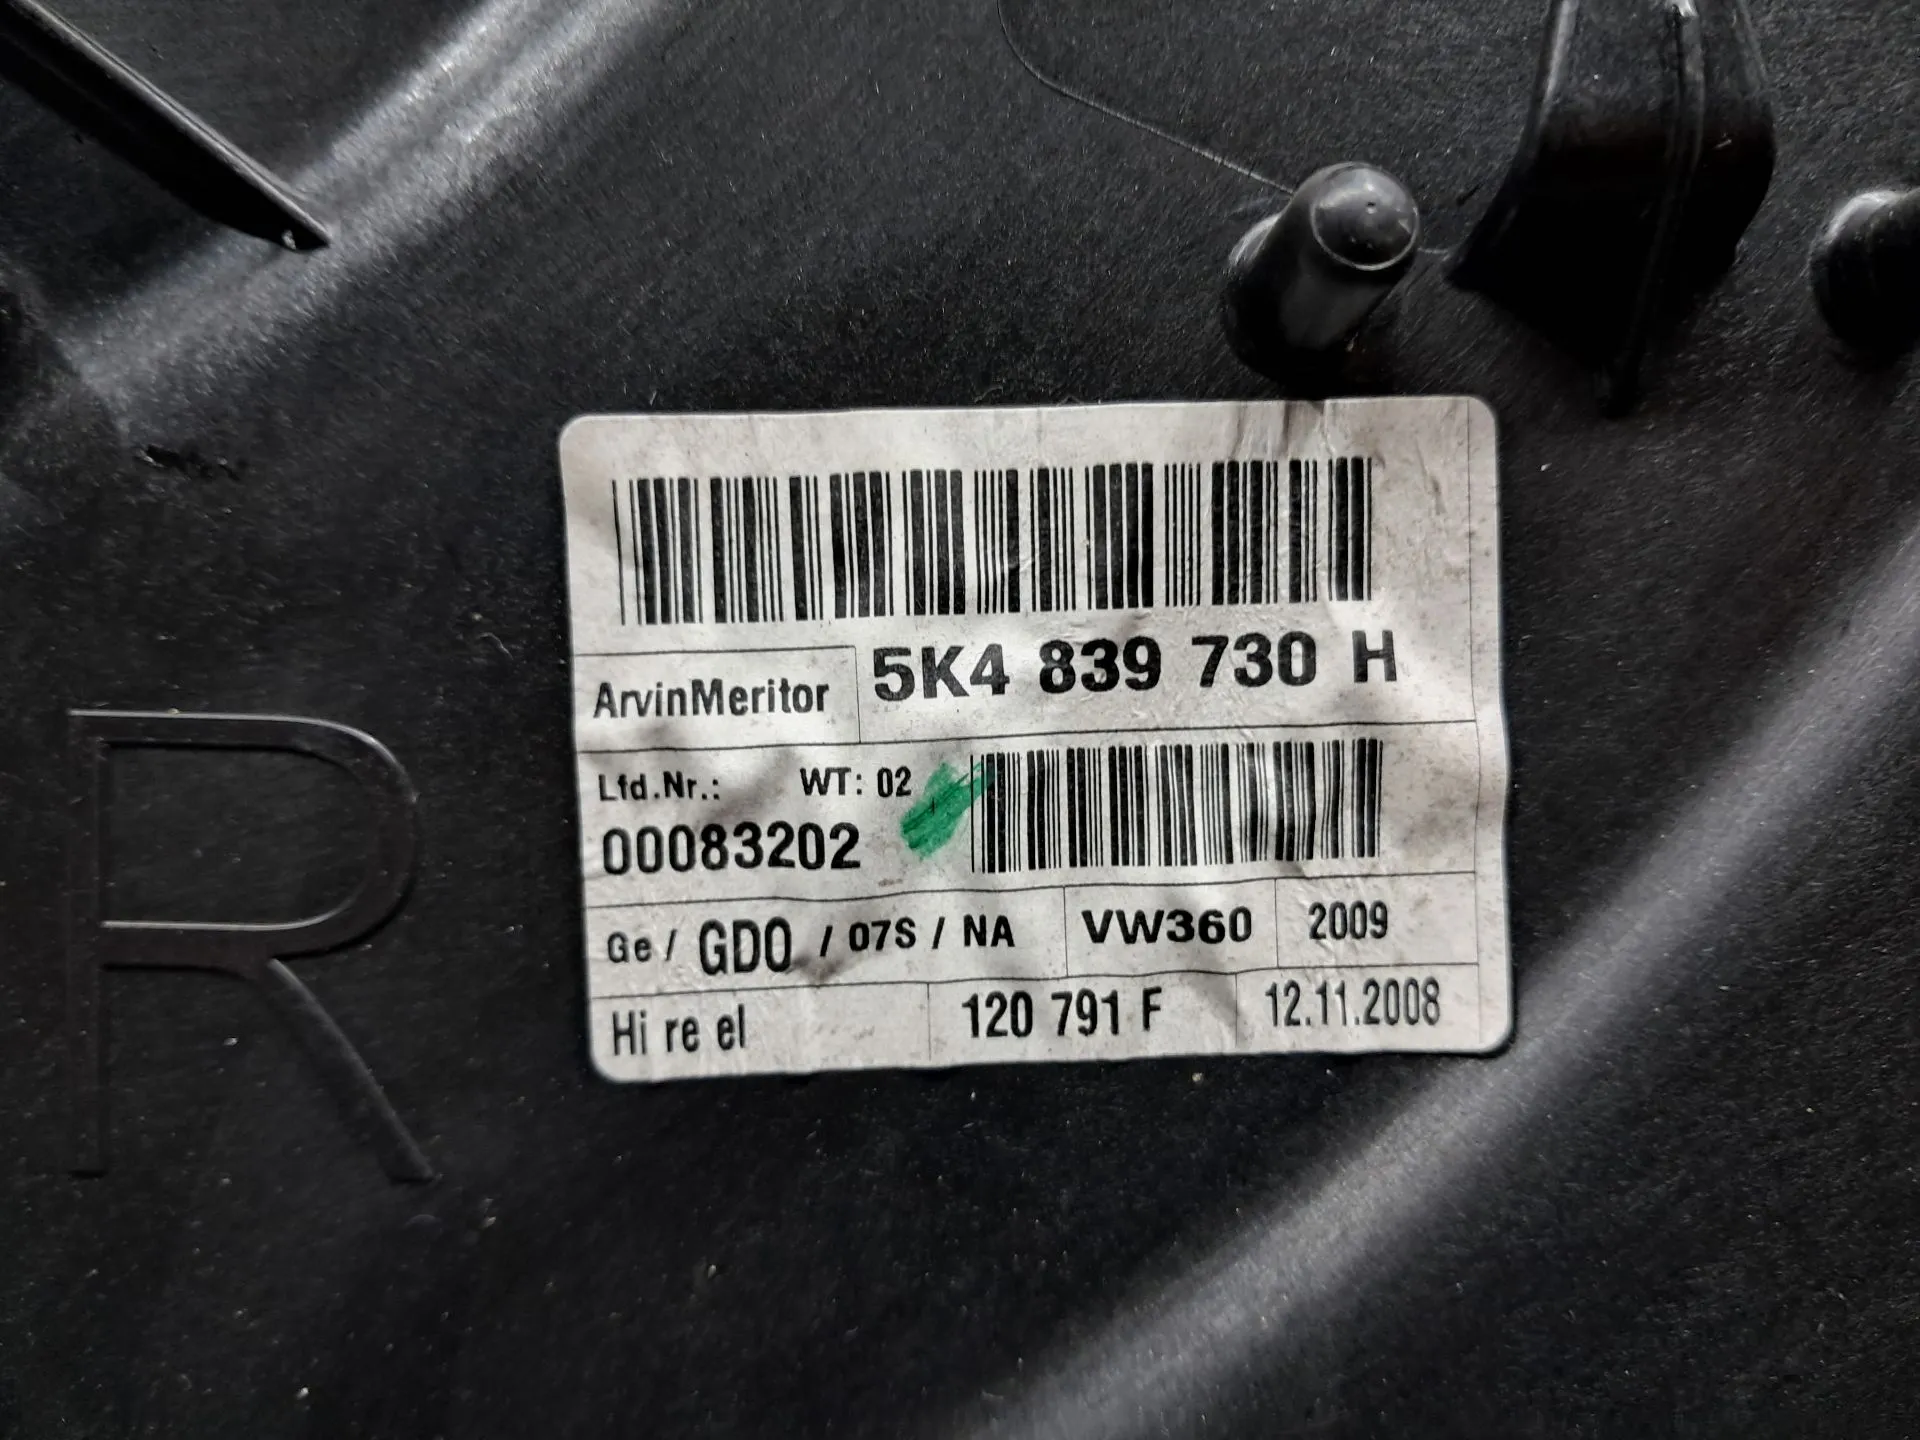 5K4 839 730 H
ArvinMeritor
Lfd.Nr.: WT: 02
00083202
Ge / GDO / 07S / NA VW360 2009
Hi re el 120 791 F 12.11.2008
R